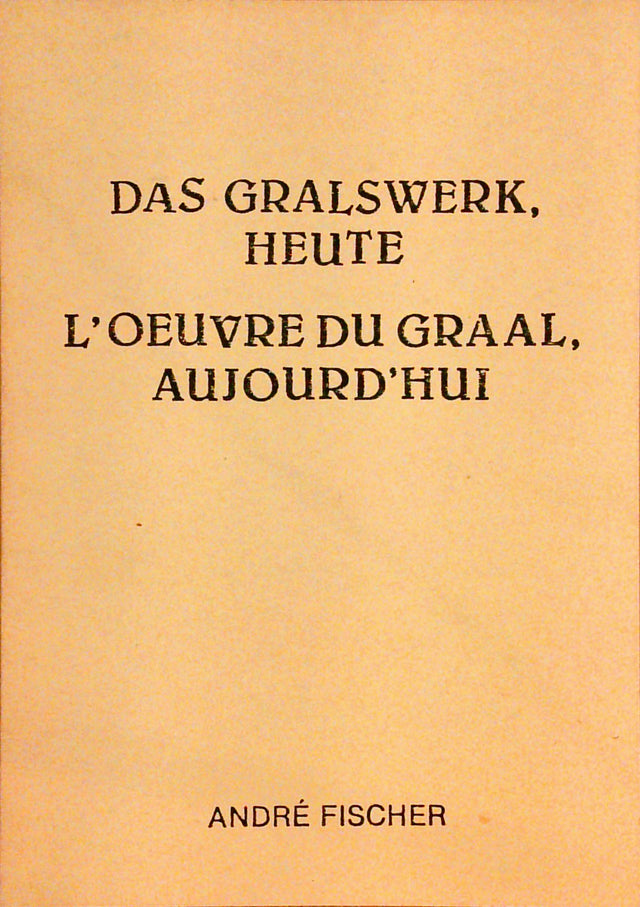 DAS GRALSWERK,
HEUTE
L'OEUVRE DU GRAAL,
AUJOURD'HUI
ANDRÉ FISCHER